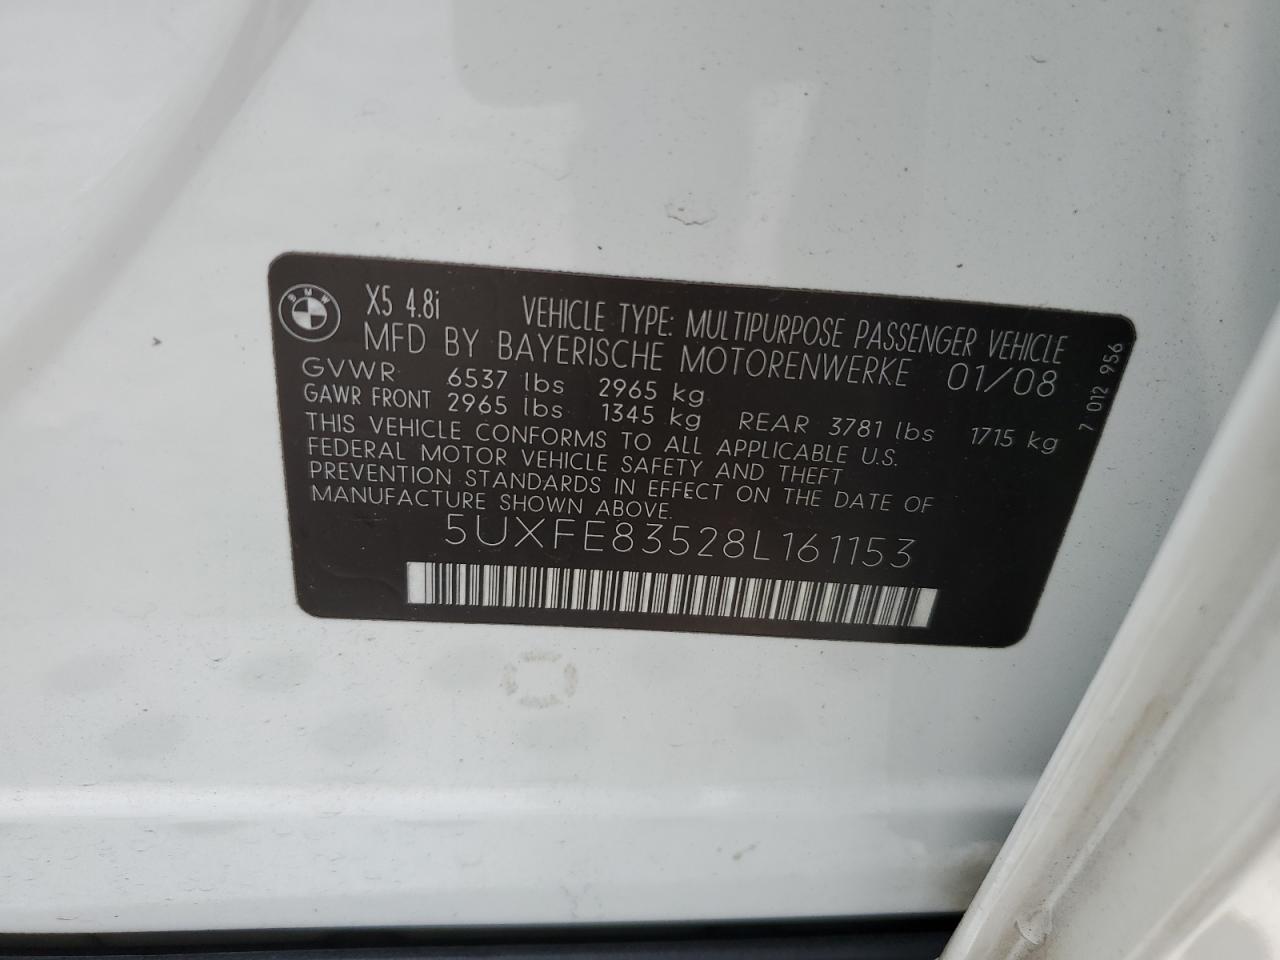 BMW
X5 4.8i VEHICLE TYPE: MULTIPURPOSE PASSENGER VEHICLE
MFD BY BAYERISCHE MOTORENWERKE 01/08
GVWR 6537 lbs 2965 kg
GAWR FRONT 2965 lbs 1345 kg REAR 3781 lbs 1715 kg
THIS VEHICLE CONFORMS TO ALL APPLICABLE U.S.
FEDERAL MOTOR VEHICLE SAFETY AND THEFT
PREVENTION STANDARDS IN EFFECT ON THE DATE OF
MANUFACTURE SHOWN ABOVE.
5UXFE83528L161153
7 012 956